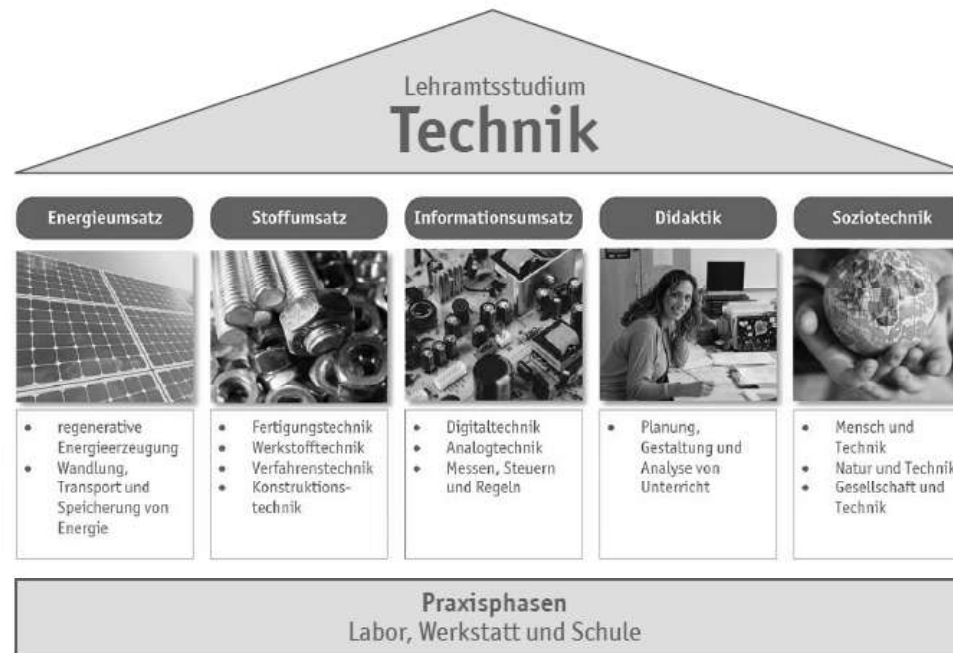 Lehramtsstudium
Technik
Energieumsatz
regenerative
Energieerzeugung
Wandlung,
Transport und
Speicherung von
Energie
Stoffumsatz
Fertigungstechnik
Werkstofftechnik
Verfahrenstechnik
Konstruktions-
technik
Informationsumsatz
Digitaltechnik
Analogtechnik
Messen, Steuern
und Regeln
Didaktik
Planung,
Gestaltung und
Analyse von
Unterricht
Soziotechnik
Mensch und
Technik
Natur und Technik
Gesellschaft und
Technik
Praxisphasen
Labor, Werkstatt und Schule